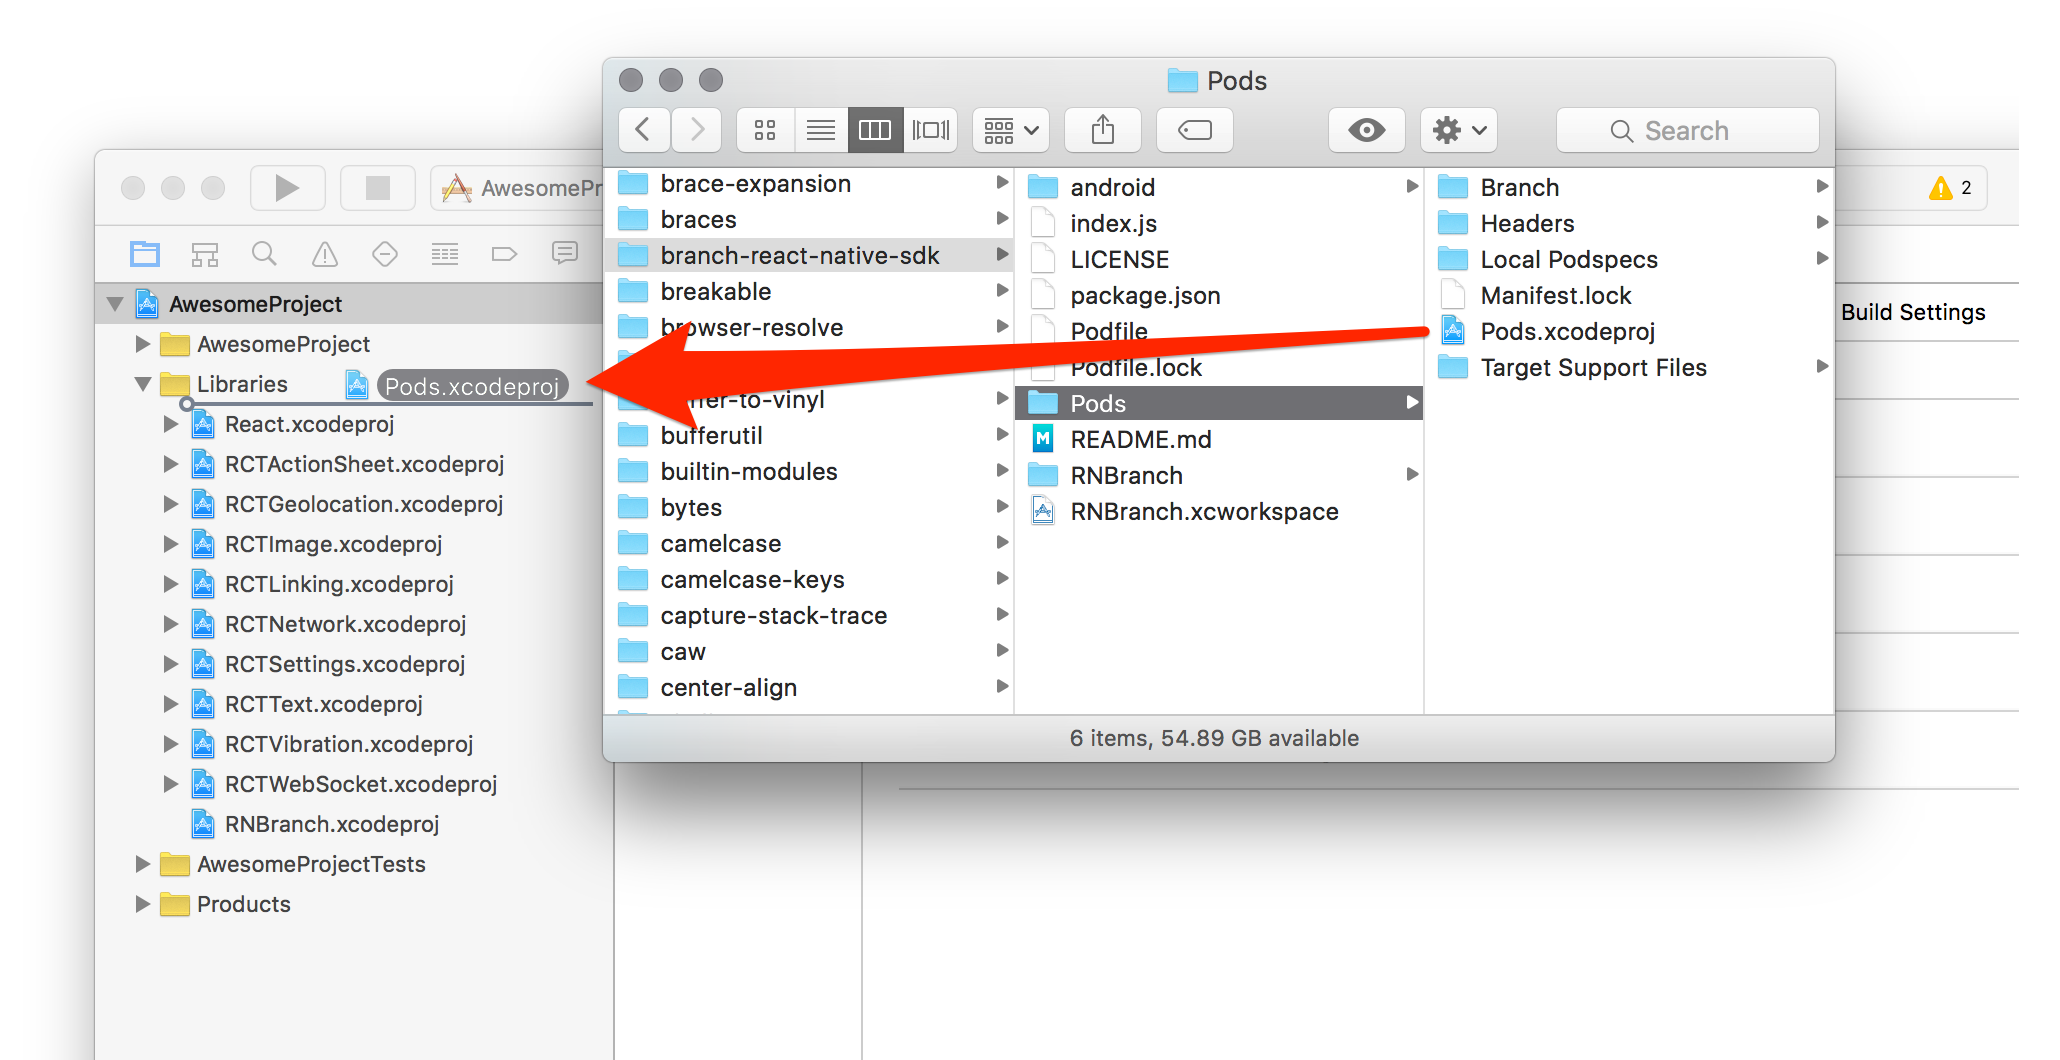 Pods
Search
AwesomePr
2
AwesomeProject
AwesomeProject
Libraries
Pods.xcodeproj
React.xcodeproj
RCTActionSheet.xcodeproj
RCTGeolocation.xcodeproj
RCTImage.xcodeproj
RCTLinking.xcodeproj
RCTNetwork.xcodeproj
RCTSettings.xcodeproj
RCTText.xcodeproj
RCTVibration.xcodeproj
RCTWebSocket.xcodeproj
RNBranch.xcodeproj
AwesomeProjectTests
Products
brace-expansion
braces
branch-react-native-sdk
breakable
browser-resolve
fer-to-vinyl
bufferutil
builtin-modules
bytes
camelcase
camelcase-keys
capture-stack-trace
caw
center-align
android
index.js
LICENSE
package.json
Podfile
Podfile.lock
Pods
README.md
RNBranch
RNBranch.xcworkspace
Branch
Headers
Local Podspecs
Manifest.lock
Pods.xcodeproj
Target Support Files
6 items, 54.89 GB available
Build Settings